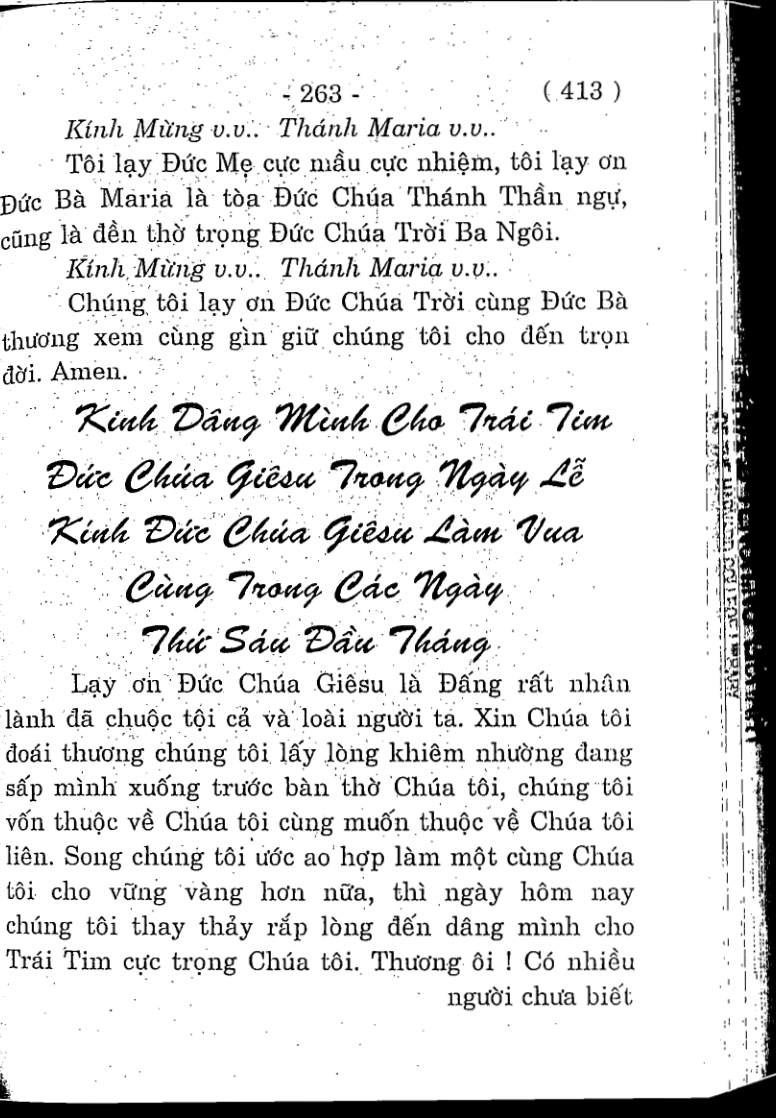 - 263 - ( 413 )
Kính Mừng v.v.. Thánh Maria v.v..
Tôi lạy Đức Mẹ cực mầu cực nhiệm, tôi lạy ơn
Đức Bà Maria là tòa Đức Chúa Thánh Thần ngự,
cũng là đền thờ trọng Đức Chúa Trời Ba Ngôi.
Kính Mừng v.v.. Thánh Maria v.v..
Chúng tôi lạy ơn Đức Chúa Trời cùng Đức Bà
thương xem cùng gìn giữ chúng tôi cho đến trọn
đời. Amen.
Kinh Dâng Mình Cho Trái Tim
Đức Chúa Giêsu Trong Ngày Lễ
Kính Đức Chúa Giêsu Làm Vua
Cùng Trong Các Ngày
Thứ Sáu Đầu Tháng
Lạy ơn Đức Chúa Giêsu là Đấng rất nhân
lành đã chuộc tội cả và loài người ta. Xin Chúa tôi
đoái thương chúng tôi lấy lòng khiêm nhường đang
sấp mình xuống trước bàn thờ Chúa tôi, chúng tôi
vốn thuộc về Chúa tôi cùng muốn thuộc về Chúa tôi
liên. Song chúng tôi ước ao hợp làm một cùng Chúa
tôi cho vững vàng hơn nữa, thì ngày hôm nay
chúng tôi thay thảy rắp lòng đến dâng mình cho
Trái Tim cực trọng Chúa tôi. Thương ôi ! Có nhiều
người chưa biết